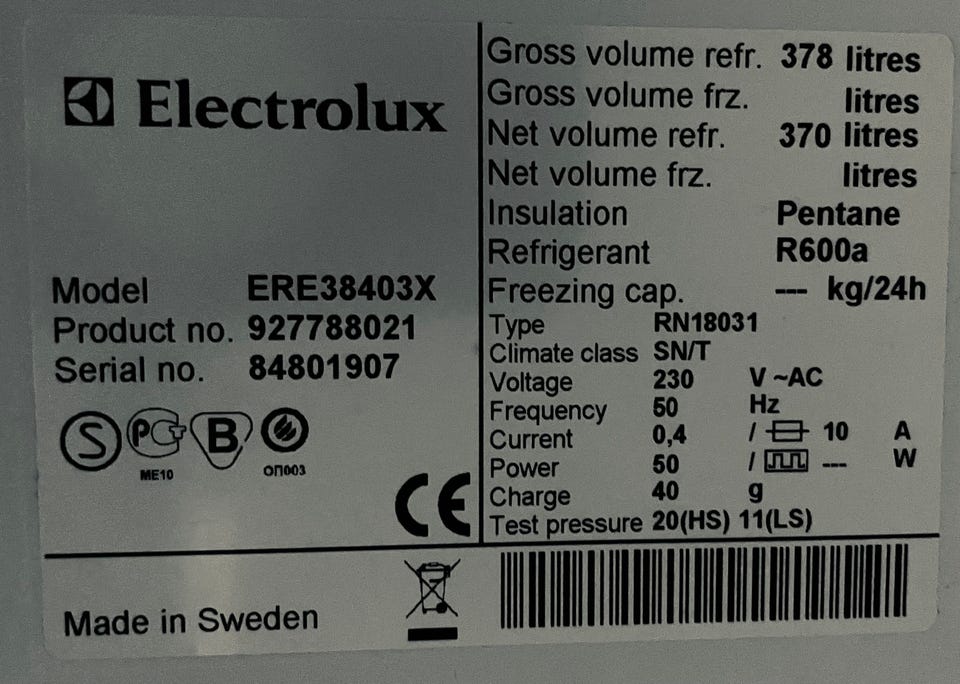 Electrolux
Model ERE38403X
Product no. 927788021
Serial no. 84801907
S PG B
ME10 ОП003
CE
Gross volume refr. 378 litres
Gross volume frz. litres
Net volume refr. 370 litres
Net volume frz. litres
Insulation Pentane
Refrigerant R600a
Freezing cap. --- kg/24h
Type RN18031
Climate class SN/T
Voltage 230 V ~AC
Frequency 50 Hz
Current 0,4 / 10 A
Power 50 / --- W
Charge 40 g
Test pressure 20(HS) 11(LS)
Made in Sweden